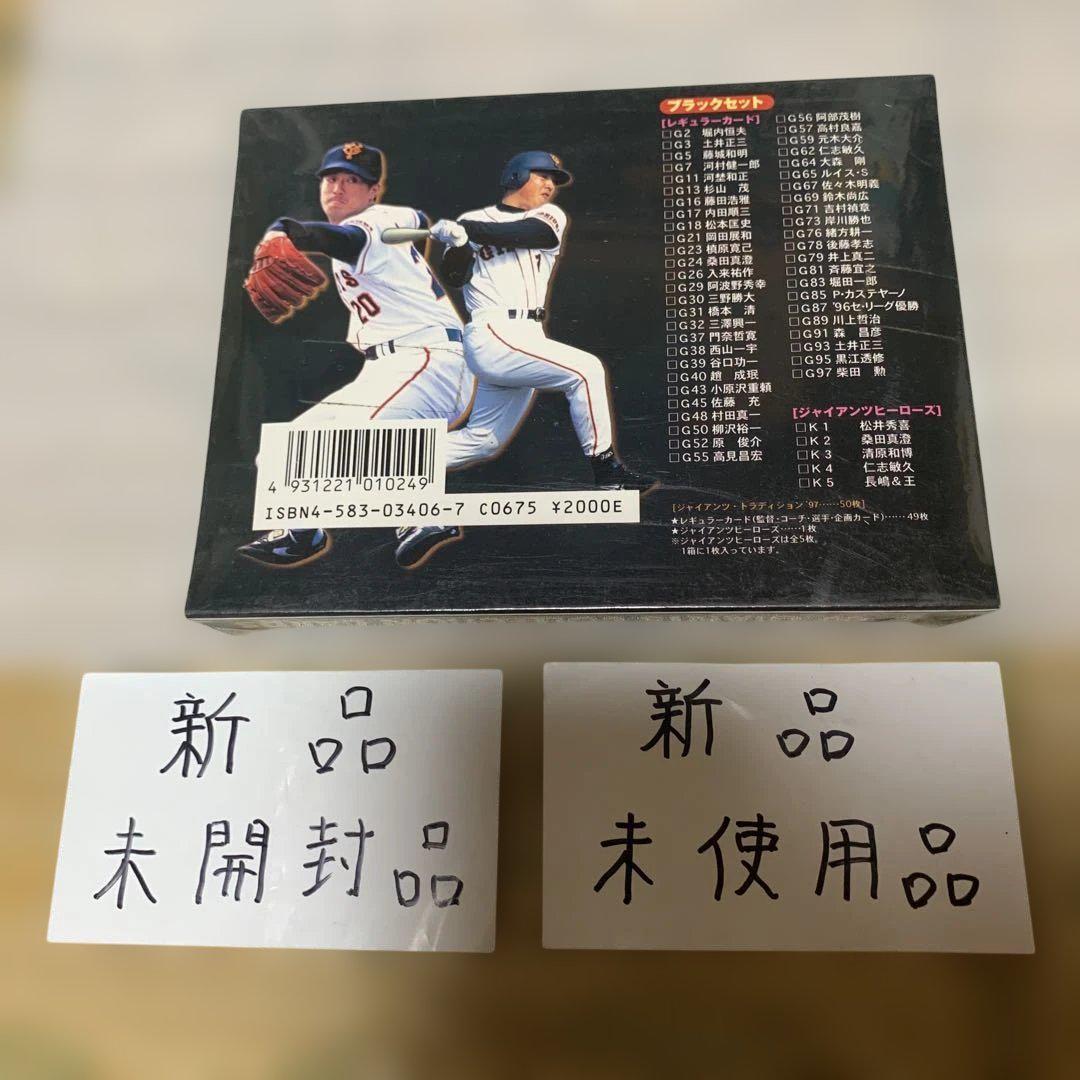 ブラックセット
[レギュラーカード]
□G2 堀内恒夫
□G3 土井正三
□G5 藤城和明
□G7 河村健一郎
□G11 河埜和正
□G13 杉山 茂
□G16 藤田浩雅
□G17 内田順三
□G18 松本匡史
□G21 岡田展和
□G23 槙原寛己
□G24 桑田真澄
□G26 入来祐作
□G29 阿波野秀幸
□G30 三野勝大
□G31 橋本 清
□G32 三澤興一
□G37 門奈哲寛
□G38 西山一宇
□G39 谷口功一
□G40 趙 成珉
□G43 小原沢重頼
□G45 佐藤 充
□G48 村田真一
□G50 柳沢裕一
□G52 原 俊介
□G55 高見昌宏
□G56 阿部茂樹
□G57 高村良嘉
□G59 元木大介
□G62 仁志敏久
□G64 大森 剛
□G65 ルイス・S
□G67 佐々木明義
□G69 鈴木尚広
□G71 吉村禎章
□G73 岸川勝也
□G76 緒方耕一
□G78 後藤孝志
□G79 井上真二
□G81 斉藤宜之
□G83 堀田一郎
□G85 P・カステヤーノ
□G87 '96セ・リーグ優勝
□G89 川上哲治
□G91 森 昌彦
□G93 土井正三
□G95 黒江透修
□G97 柴田 勲
[ジャイアンツヒーローズ]
□K1 松井秀喜
□K2 桑田真澄
□K3 清原和博
□K4 仁志敏久
□K5 長嶋&王
[ジャイアンツ・トラディション'97……50枚]
★レギュラーカード(監督・コーチ・選手・企画カード)……49枚
★ジャイアンツヒーローズ……1枚
※ジャイアンツヒーローズは全5枚。
1箱に1枚入っています。
20
4 931221 010249
ISBN4-583-03406-7 C0675 ¥2000E
新品
未開封品
新品
未使用品